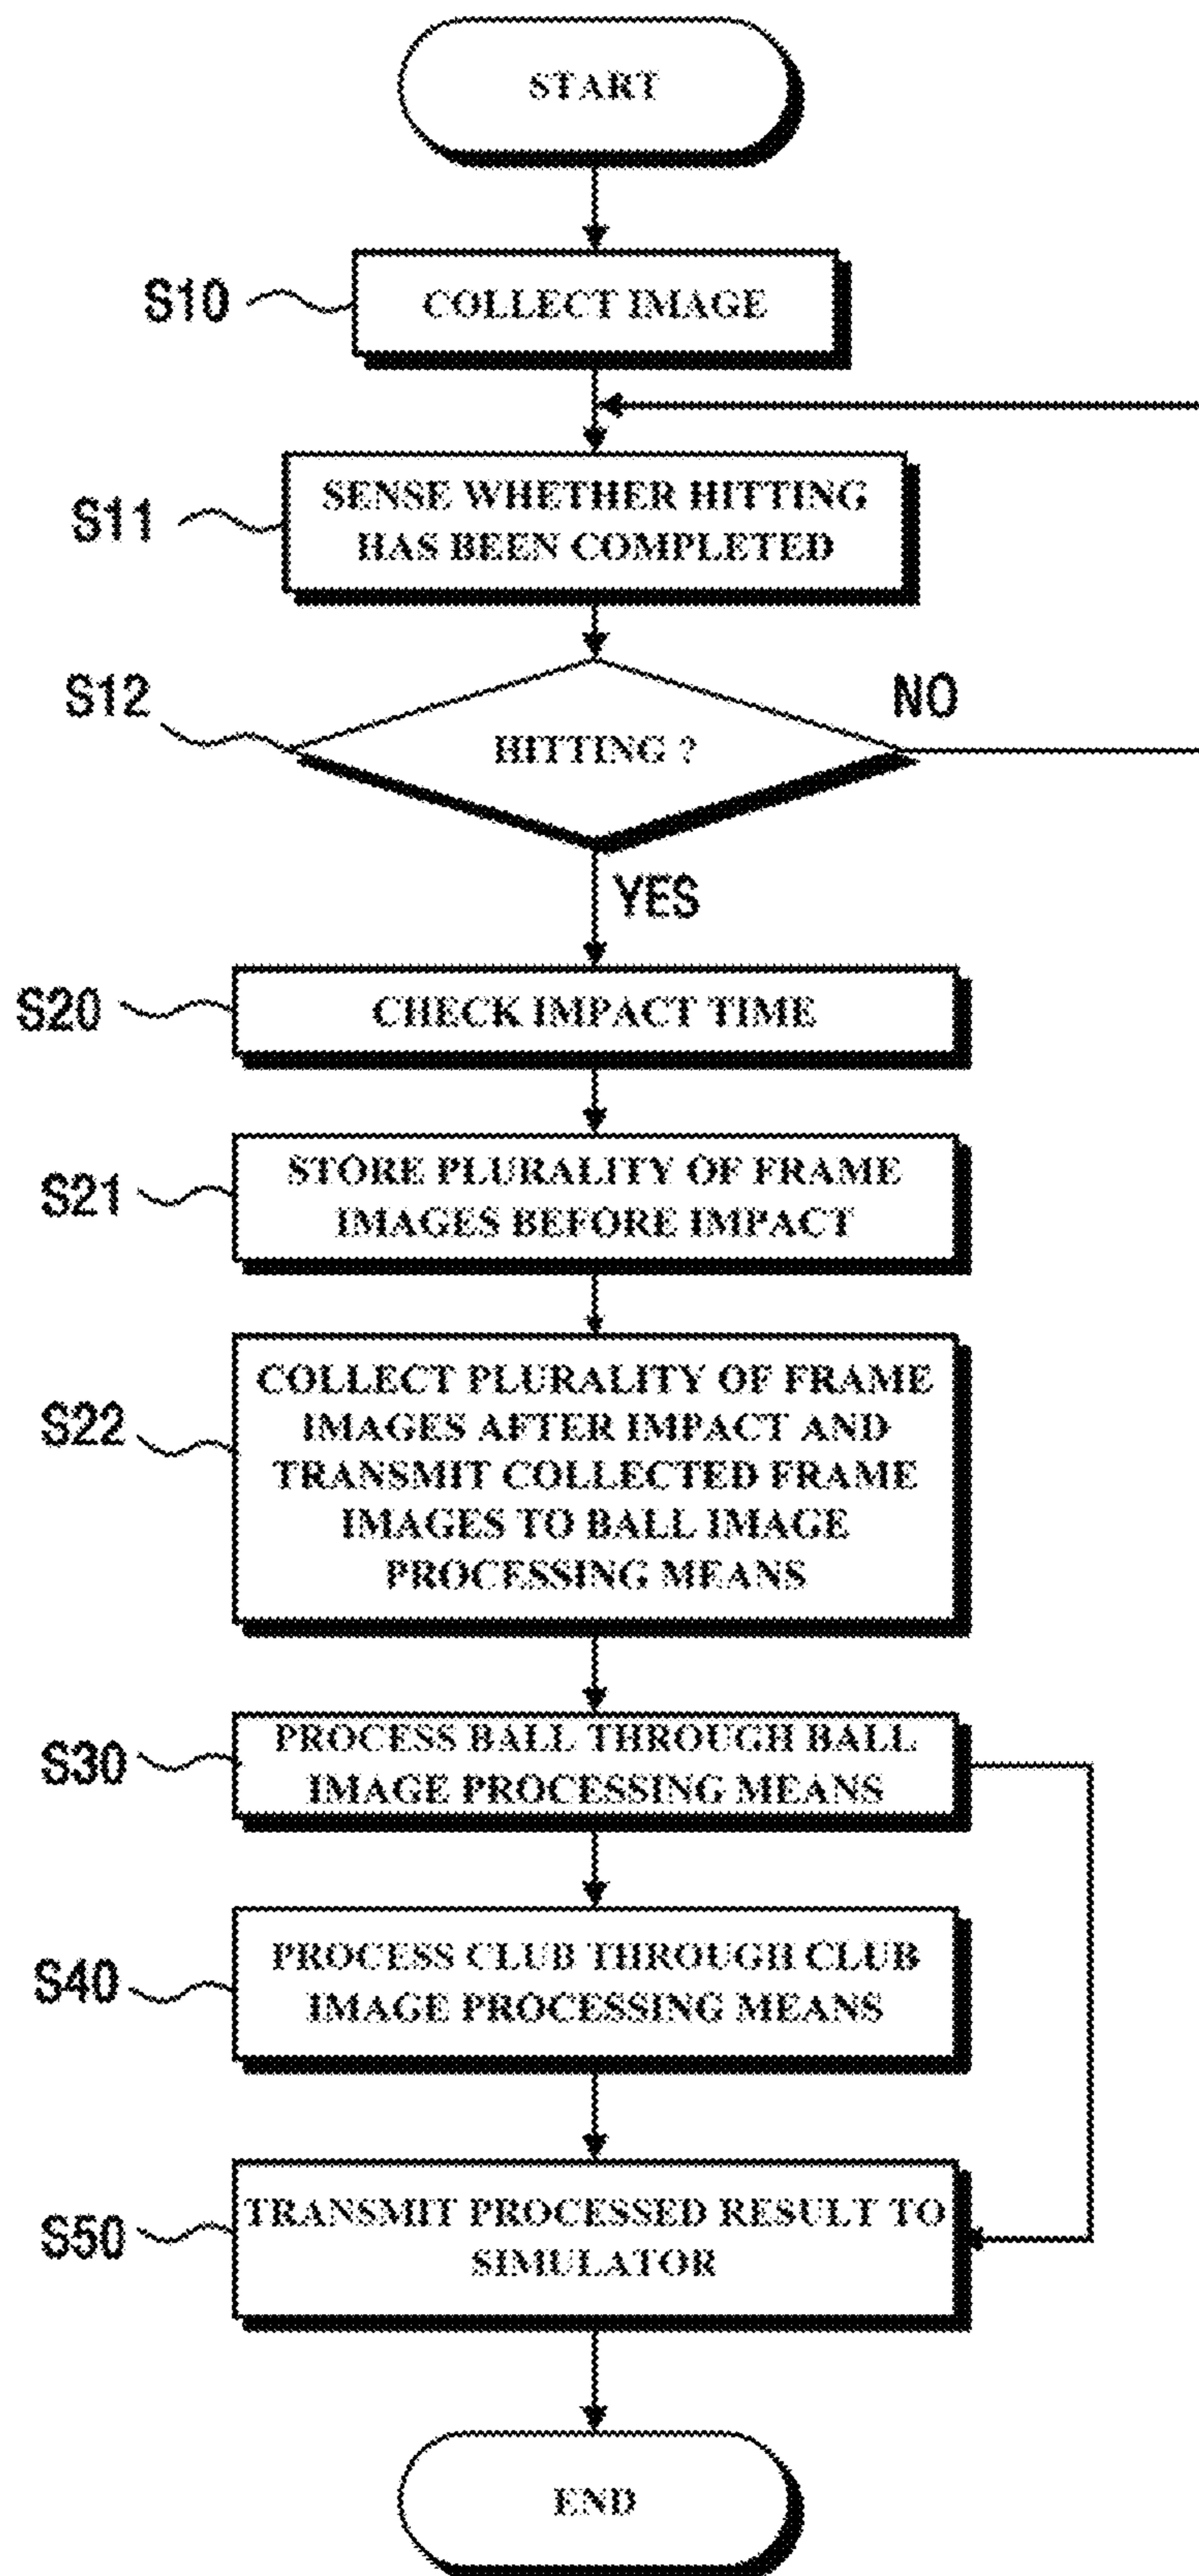 START
S10
COLLECT IMAGE
S11
SENSE WHETHER HITTING
HAS BEEN COMPLETED
S12
HITTING ?
NO
YES
S20
CHECK IMPACT TIME
S21
STORE PLURALITY OF FRAME
IMAGES BEFORE IMPACT
S22
COLLECT PLURALITY OF FRAME
IMAGES AFTER IMPACT AND
TRANSMIT COLLECTED FRAME
IMAGES TO BALL IMAGE
PROCESSING MEANS
S30
PROCESS BALL THROUGH BALL
IMAGE PROCESSING MEANS
S40
PROCESS CLUB THROUGH CLUB
IMAGE PROCESSING MEANS
S50
TRANSMIT PROCESSED RESULT TO
SIMULATOR
END